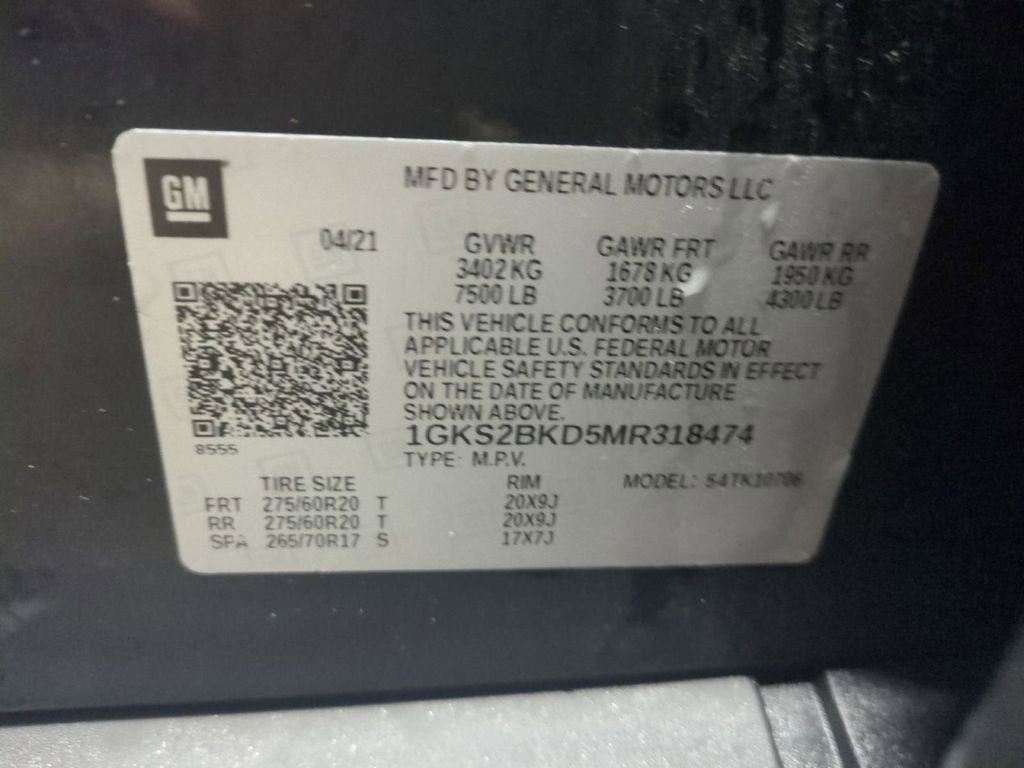 GM
MFD BY GENERAL MOTORS LLC
04/21 GVWR GAWR FRT GAWR RR
3402 KG 1678 KG 1950 KG
7500 LB 3700 LB 4300 LB
THIS VEHICLE CONFORMS TO ALL
APPLICABLE U.S. FEDERAL MOTOR
VEHICLE SAFETY STANDARDS IN EFFECT
ON THE DATE OF MANUFACTURE
SHOWN ABOVE.
1GKS2BKD5MR318474
8555
TYPE: M.P.V.
TIRE SIZE RIM MODEL:
FRT 275/60R20 T 20X9J
RR 275/60R20 T 20X9J
SPA 265/70R17 S 17X7J